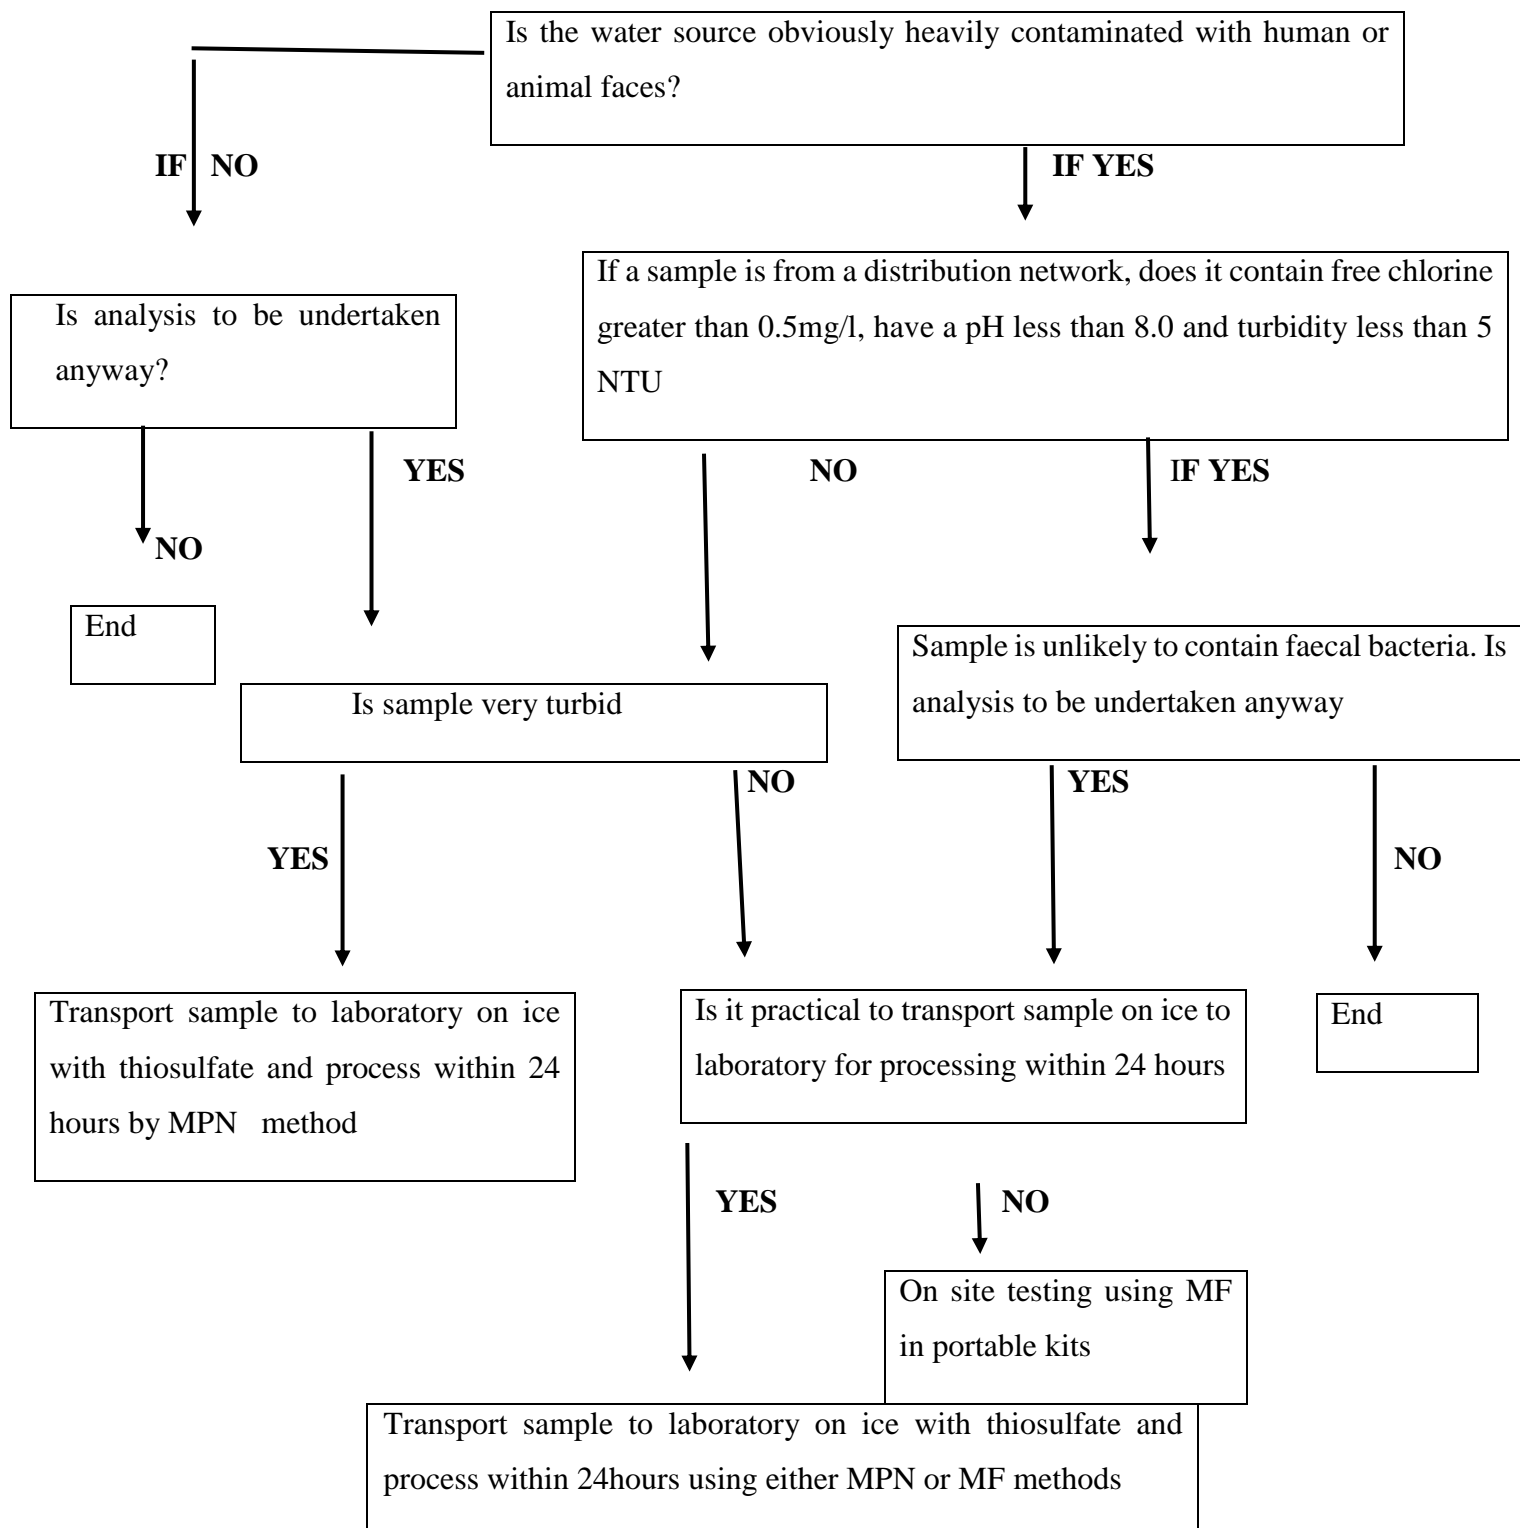 Is the water source obviously heavily contaminated with human or
animal faces?
IF NO
IF YES
If a sample is from a distribution network, does it contain free chlorine
greater than 0.5mg/l, have a pH less than 8.0 and turbidity less than 5
NTU
Is analysis to be undertaken
anyway?
YES
NO
IF YES
NO
End
Sample is unlikely to contain faecal bacteria. Is
analysis to be undertaken anyway
Is sample very turbid
NO
YES
YES
NO
Transport sample to laboratory on ice
with thiosulfate and process within 24
hours by MPN method
Is it practical to transport sample on ice to
laboratory for processing within 24 hours
End
YES
NO
On site testing using MF
in portable kits
Transport sample to laboratory on ice with thiosulfate and
process within 24hours using either MPN or MF methods